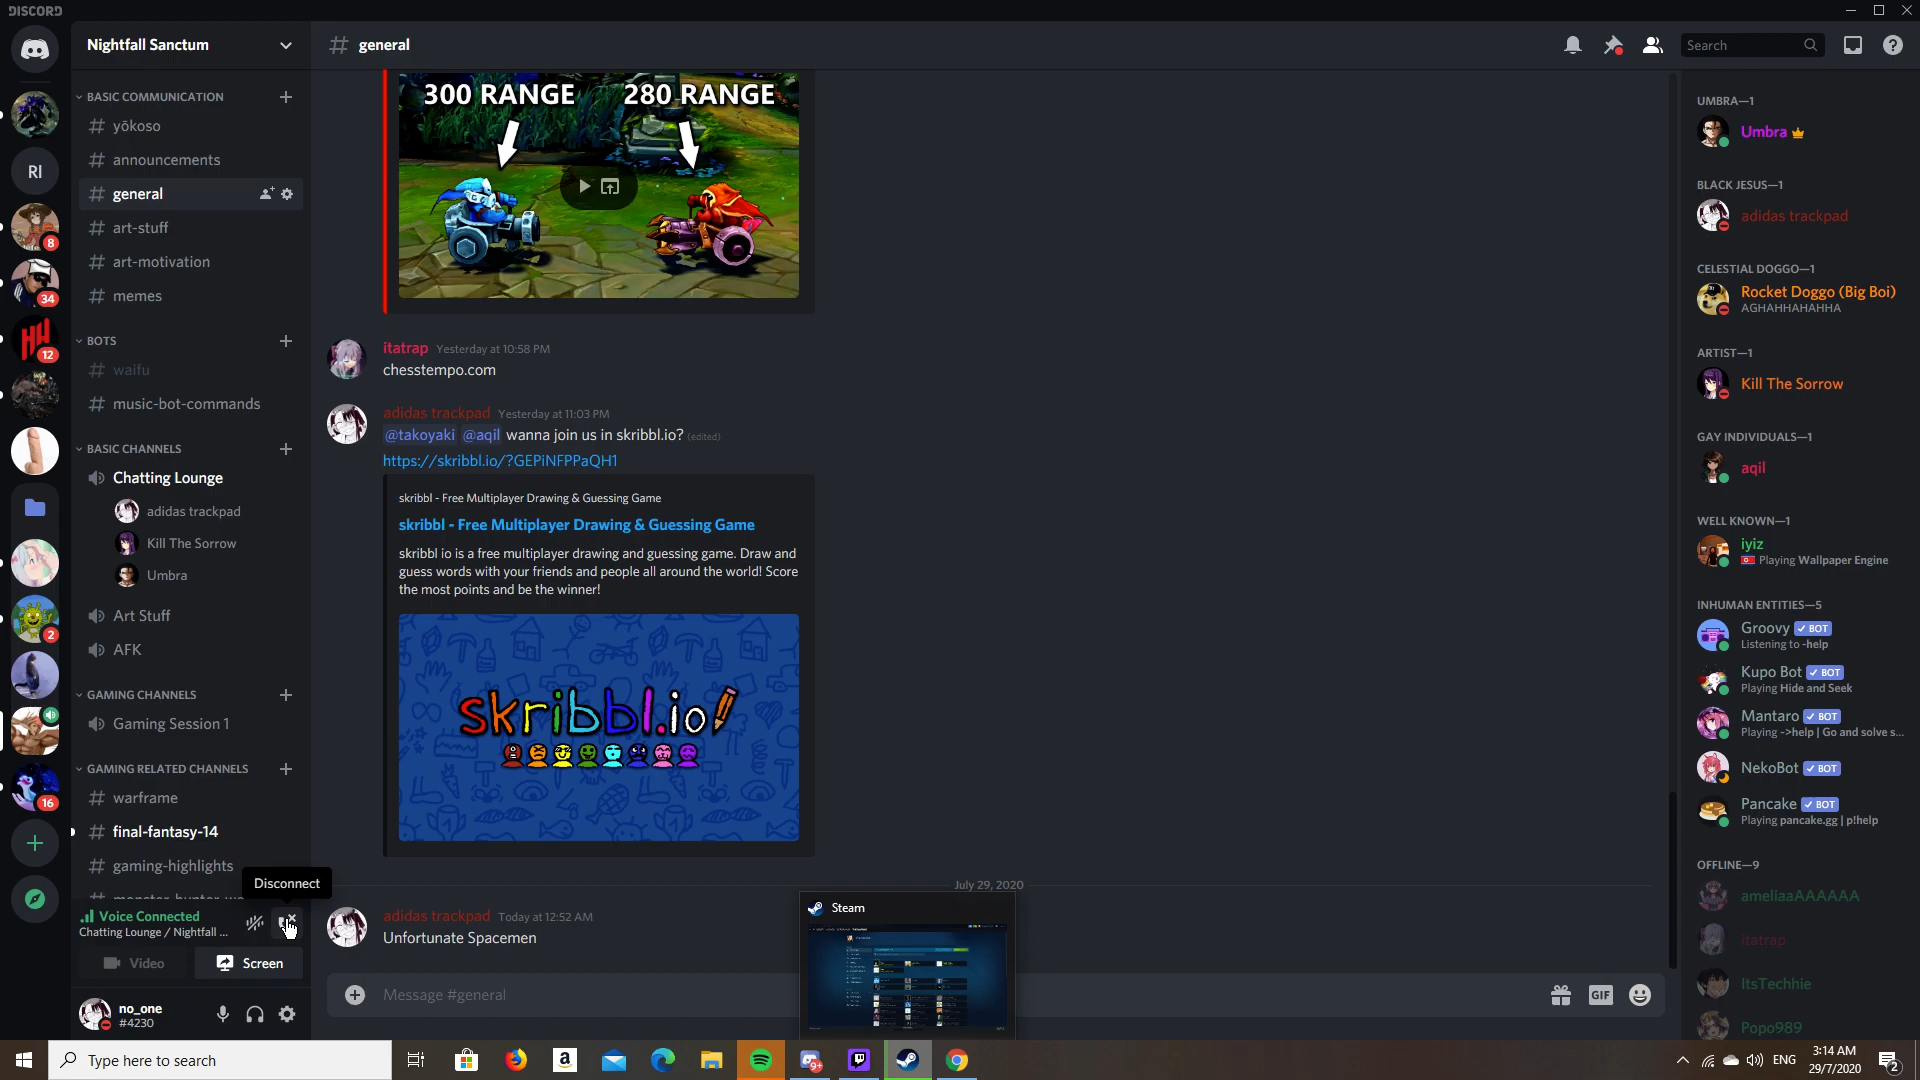 DISCORD
Nightfall Sanctum
general
Search
BASIC COMMUNICATION
yōkoso
announcements
general
art-stuff
art-motivation
memes
BOTS
waifu
music-bot-commands
BASIC CHANNELS
Chatting Lounge
adidas trackpad
Kill The Sorrow
Umbra
Art Stuff
AFK
GAMING CHANNELS
Gaming Session 1
GAMING RELATED CHANNELS
warframe
final-fantasy-14
gaming-highlights
Disconnect
Voice Connected
Chatting Lounge / Nightfall ...
Video
Screen
no_one
#4230
RI
8
34
12
2
16
300 RANGE 280 RANGE
itatrap Yesterday at 10:58 PM
chesstempo.com
adidas trackpad Yesterday at 11:03 PM
@takoyaki @aqil wanna join us in skribbl.io? (edited)
https://skribbl.io/?GEPiNFPPaQH1
skribbl - Free Multiplayer Drawing & Guessing Game
skribbl - Free Multiplayer Drawing & Guessing Game
skribbl io is a free multiplayer drawing and guessing game. Draw and
guess words with your friends and people all around the world! Score
the most points and be the winner!
skribbl.io
July 29, 2020
adidas trackpad Today at 12:52 AM
Unfortunate Spacemen
Steam
Message #general
GIF
UMBRA—1
Umbra
BLACK JESUS—1
adidas trackpad
CELESTIAL DOGGO—1
Rocket Doggo (Big Boi)
AGHAHHAHAHHA
ARTIST—1
Kill The Sorrow
GAY INDIVIDUALS—1
aqil
WELL KNOWN—1
iyiz
Playing Wallpaper Engine
INHUMAN ENTITIES—5
Groovy BOT
Listening to -help
Kupo Bot BOT
Playing Hide and Seek
Mantaro BOT
Playing ->help | Go and solve s...
NekoBot BOT
Pancake BOT
Playing pancake.gg | p!help
OFFLINE—9
ameliaaAAAAAA
itatrap
ItsTechhie
Popo989
Type here to search
9+
ENG
3:14 AM
29/7/2020
2